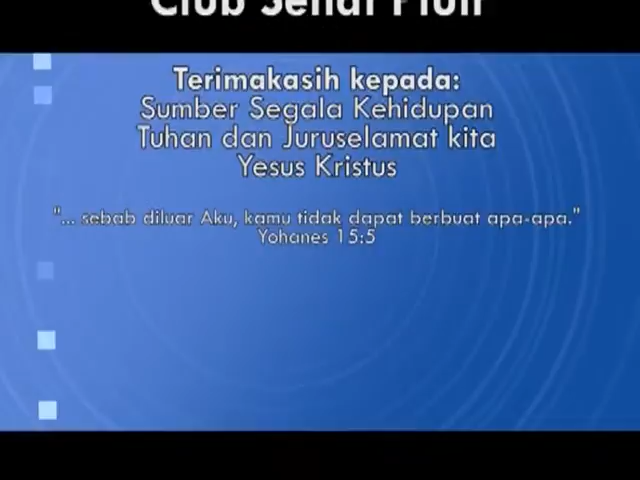 Club
Terimakasih kepada:
Sumber Segala Kehidupan
Tuhan dan Juruselamat kita
Yesus Kristus
"... sebab diluar Aku, kamu tidak dapat berbuat apa-apa."
Yohanes 15:5